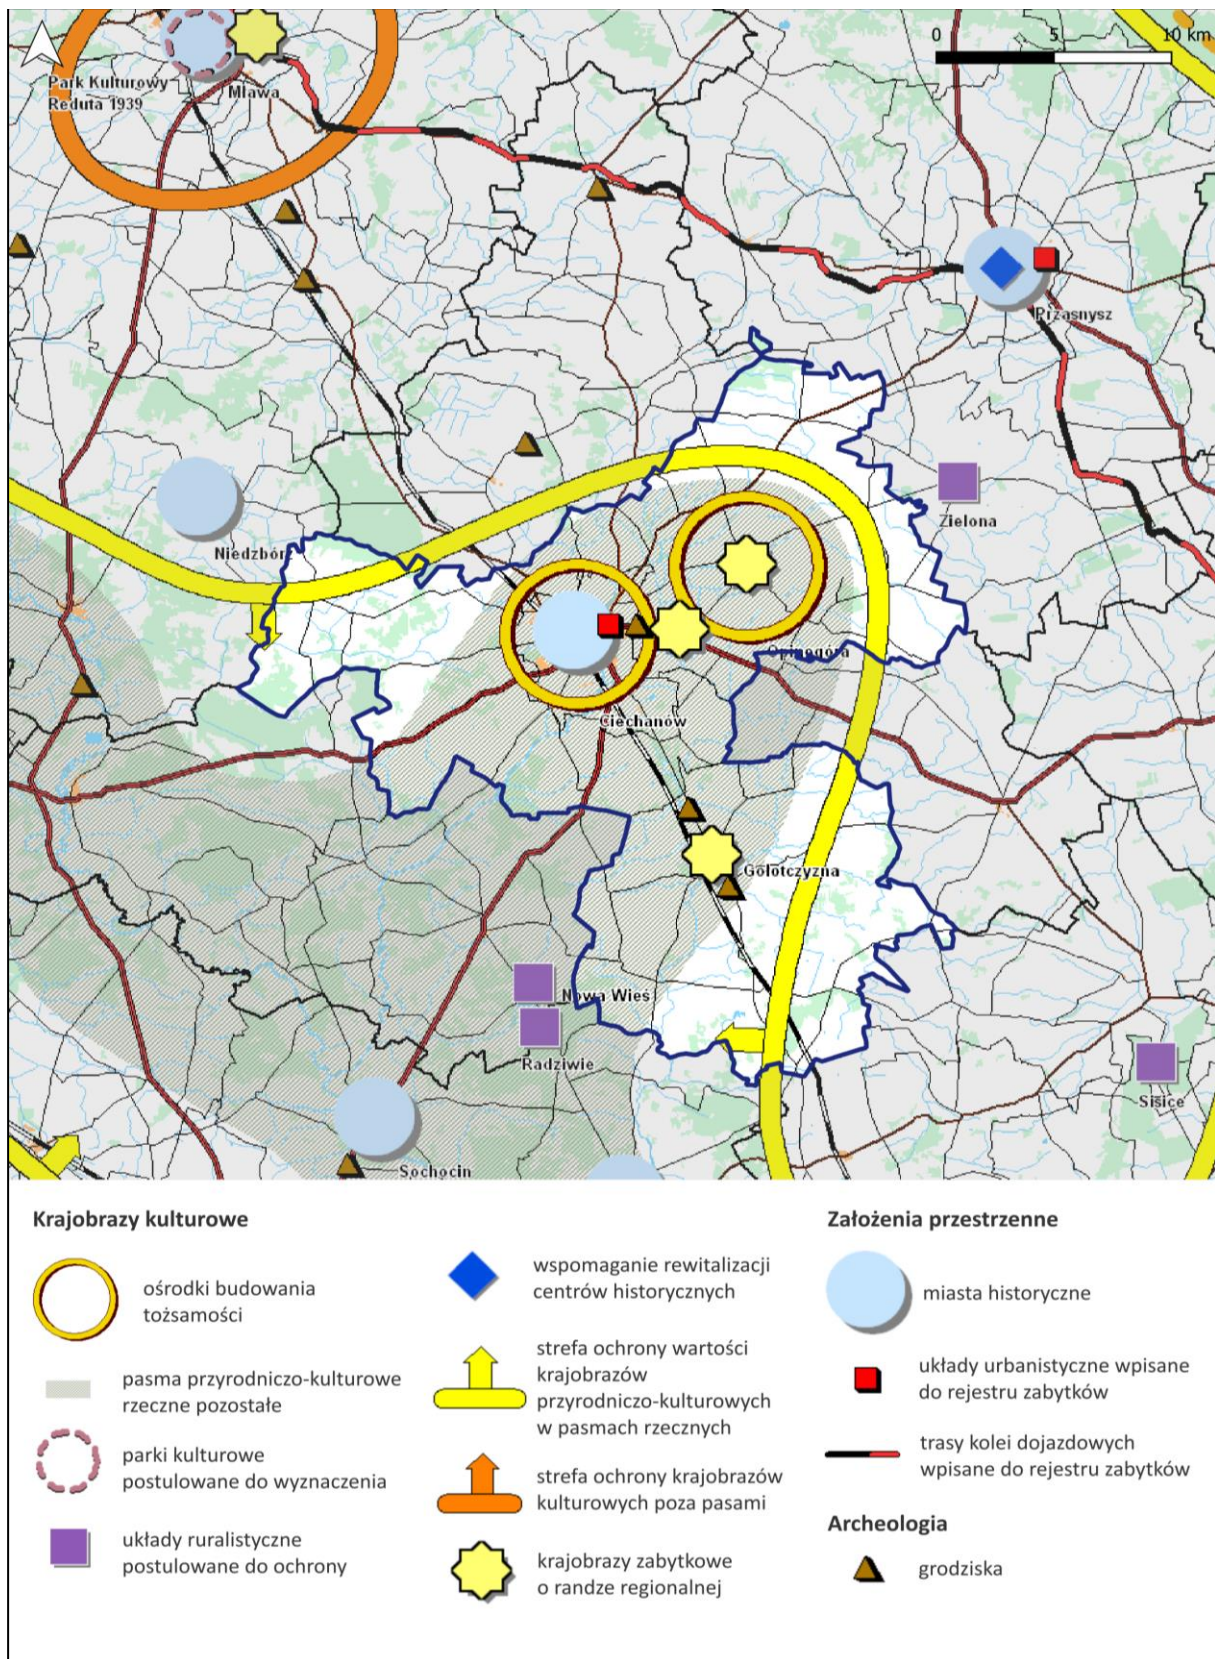 0 5 10 km
Park Kulturowy
Reduta 1939
Mława
Przasnysz
Zielona
Niedzbórz
Opinogóra
Ciechanów
Gołotczyzna
Nowa Wieś
Radziwie
Sisice
Sochocin
Krajobrazy kulturowe
ośrodki budowania
tożsamości
pasma przyrodniczo-kulturowe
rzeczne pozostałe
parki kulturowe
postulowane do wyznaczenia
układy ruralistyczne
postulowane do ochrony
wspomaganie rewitalizacji
centrów historycznych
strefa ochrony wartości
krajobrazów
przyrodniczo-kulturowych
w pasmach rzecznych
strefa ochrony krajobrazów
kulturowych poza pasami
krajobrazy zabytkowe
o randze regionalnej
Założenia przestrzenne
miasta historyczne
układy urbanistyczne wpisane
do rejestru zabytków
trasy kolei dojazdowych
wpisane do rejestru zabytków
Archeologia
grodziska